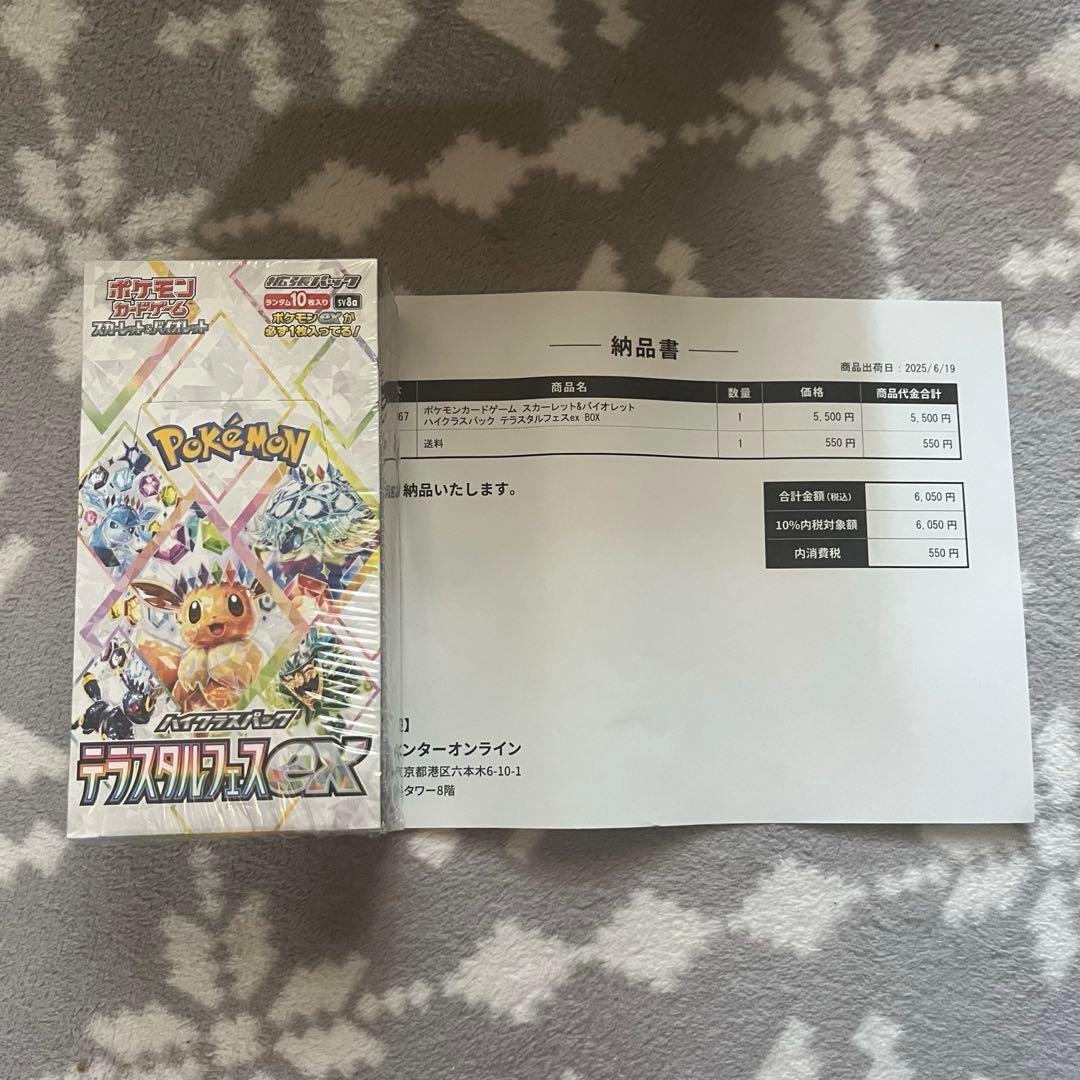 ポケモン
カードゲーム
スカーレット&バイオレット
拡張パック
ランダム10枚入り
SV8a
ポケモンexが
必ず1枚入ってる!
POKÉMON
ハイクラスパック
テラスタルフェスex
納品書
商品出荷日:2025/6/19
商品名 数量 価格 商品代金合計
067 ポケモンカードゲーム スカーレット&バイオレット
ハイクラスパック テラスタルフェスex BOX 1 5,500 円 5,500 円
送料 1 550 円 550 円
納品いたします。
合計金額(税込) 6,050 円
10%内税対象額 6,050 円
内消費税 550 円
】
ンターオンライン
京都港区六本木6-10-1
タワー8階